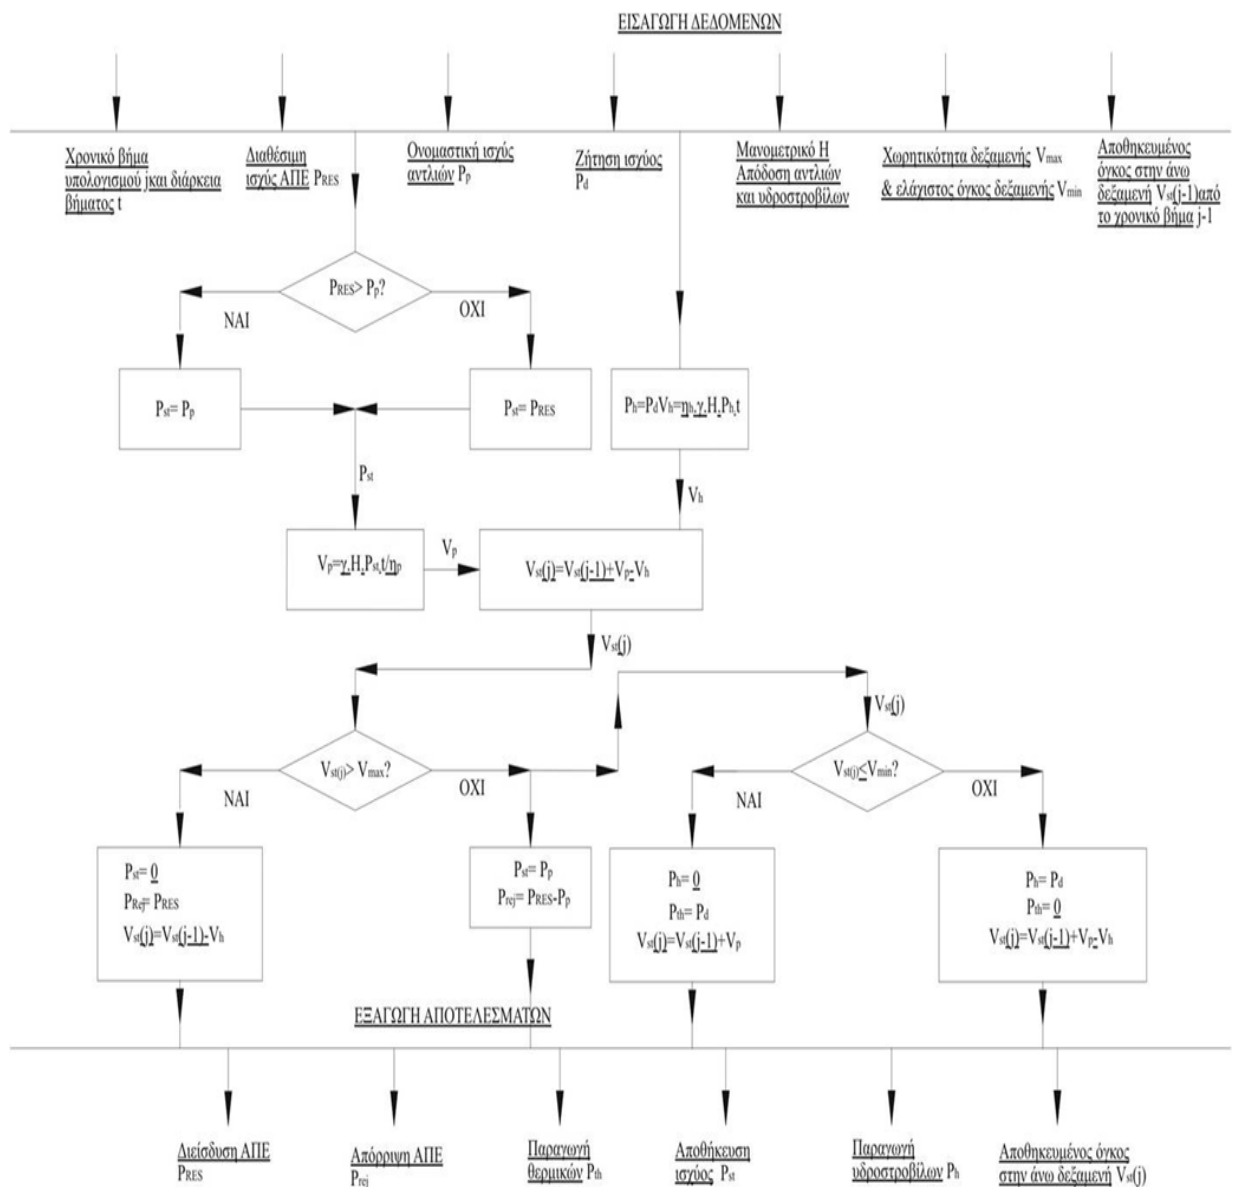 ΕΙΣΑΓΩΓΗ ΔΕΔΟΜΕΝΩΝ
Χρονικό βήμα
υπολογισμού jκαι διάρκεια
βήματος t
Διαθέσιμη
ισχύς ΑΠΕ PRES
Ονομαστική ισχύς
αντλιών Pp
Ζήτηση ισχύος
Pd
Μανομετρικό Η
Απόδοση αντλιών
και υδροστροβίλων
Χωρητικότητα δεξαμενής Vmax
& ελάχιστος όγκος δεξαμενής Vmin
Αποθηκευμένος
όγκος στην άνω
δεξαμενή Vst(j-1)από
το χρονικό βήμα j-1
PRES> Pp?
ΝΑΙ
ΟΧΙ
Pst= Pp
Pst= PRES
Ph=PdVh=ηh.γ.H.Ph.t
Pst
Vh
Vp=γ.H.Pst.t/ηp
Vp
Vst(j)=Vst(j-1)+Vp-Vh
Vst(j)
Vst(j)
Vst(j)> Vmax?
ΝΑΙ
ΟΧΙ
Vst(j)≤Vmin?
ΝΑΙ
ΟΧΙ
Pst= 0
PRej= PRES
Vst(j)=Vst(j-1)-Vh
Pst= Pp
Prej= PRES-Pp
Ph= 0
Pth= Pd
Vst(j)=Vst(j-1)+Vp
Ph= Pd
Pth= 0
Vst(j)=Vst(j-1)+Vp-Vh
ΕΞΑΓΩΓΗ ΑΠΟΤΕΛΕΣΜΑΤΩΝ
Διείσδυση ΑΠΕ
PRES
Απόρριψη ΑΠΕ
Prej
Παραγωγή
θερμικών Pth
Αποθήκευση
ισχύος Pst
Παραγωγή
υδροστροβίλων Ph
Αποθηκευμένος όγκος
στην άνω δεξαμενή Vst(j)